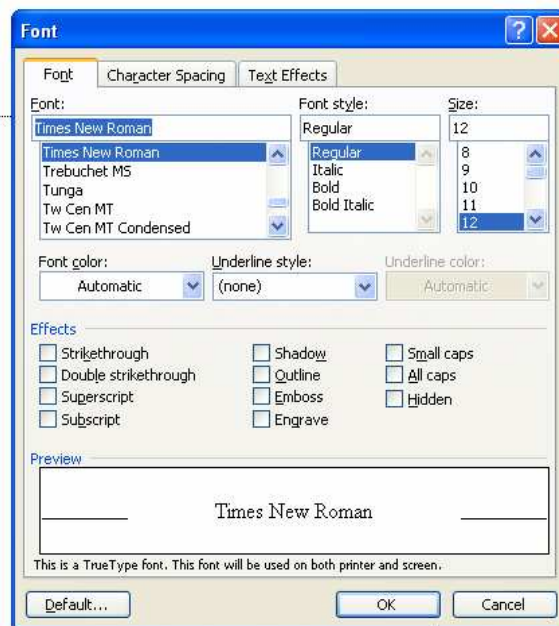 Font
Font Character Spacing Text Effects
Font: Font style: Size:
Times New Roman Regular 12
Times New Roman Regular 8
Trebuchet MS Italic 9
Tunga Bold 10
Tw Cen MT Bold Italic 11
Tw Cen MT Condensed 12
Font color: Underline style: Underline color:
Automatic (none) Automatic
Effects
Strikethrough Shadow Small caps
Double strikethrough Outline All caps
Superscript Emboss Hidden
Subscript Engrave
Preview
Times New Roman
This is a TrueType font. This font will be used on both printer and screen.
Default... OK Cancel